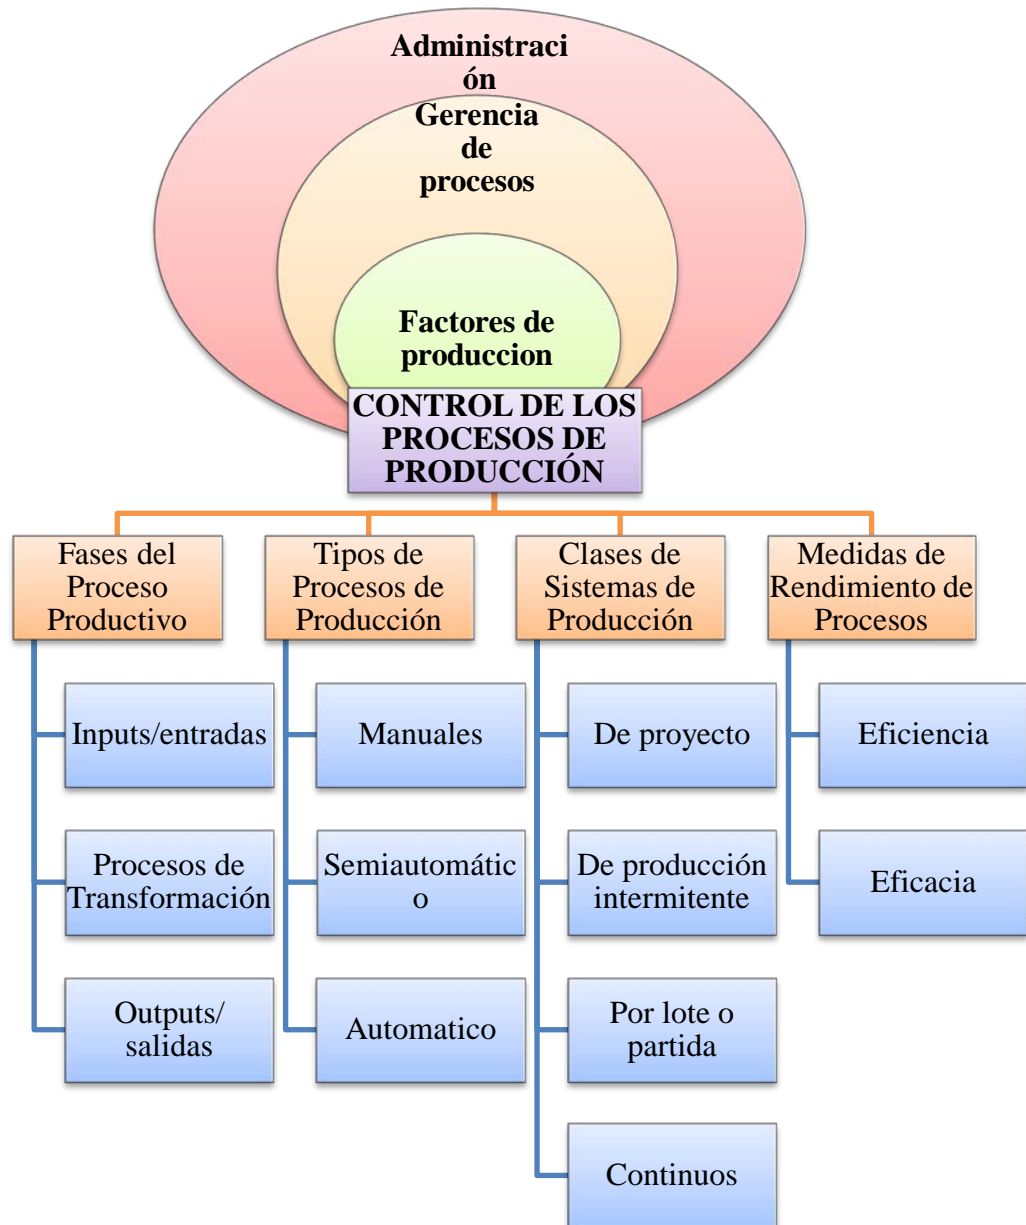 Administraci
ón
Gerencia
de
procesos
Factores de
produccion
CONTROL DE LOS
PROCESOS DE
PRODUCCIÓN
Fases del
Proceso
Productivo
Inputs/entradas
Procesos de
Transformación
Outputs/
salidas
Tipos de
Procesos de
Producción
Manuales
Semiautomátic
o
Automatico
Clases de
Sistemas de
Producción
De proyecto
De producción
intermitente
Por lote o
partida
Continuos
Medidas de
Rendimiento de
Procesos
Eficiencia
Eficacia